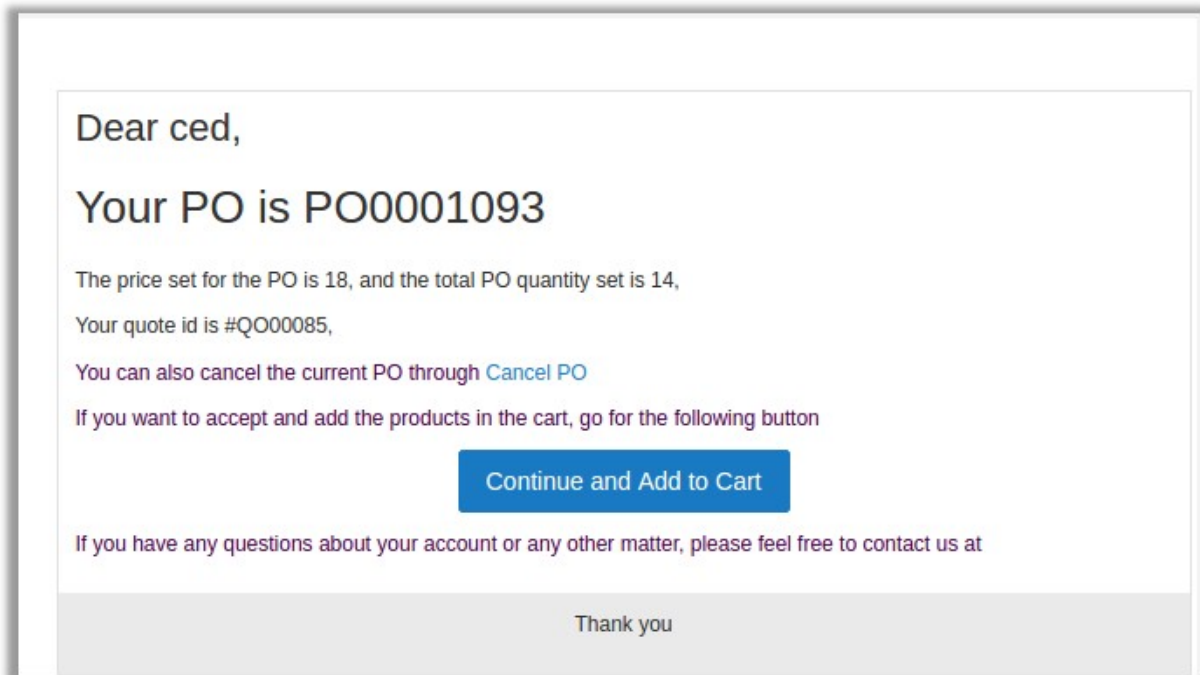 Dear ced,
Your PO is PO0001093
The price set for the PO is 18, and the total PO quantity set is 14,
Your quote id is #QO00085,
You can also cancel the current PO through Cancel PO
If you want to accept and add the products in the cart, go for the following button
Continue and Add to Cart
If you have any questions about your account or any other matter, please feel free to contact us at
Thank you